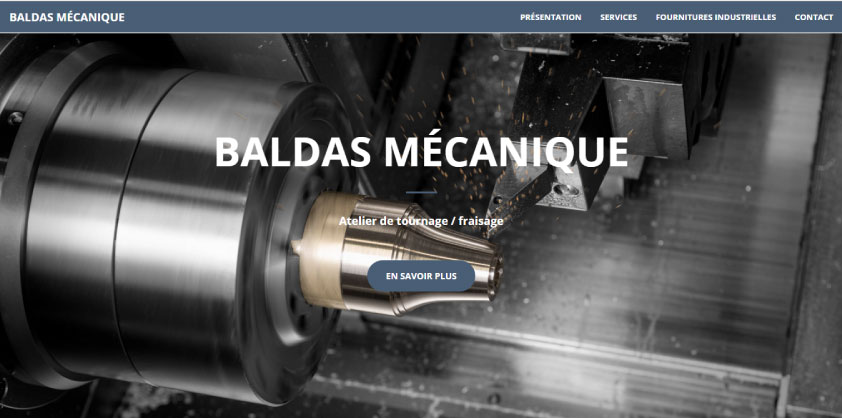 BALDAS MÉCANIQUE
PRÉSENTATION SERVICES FOURNITURES INDUSTRIELLES CONTACT
BALDAS MÉCANIQUE
Atelier de tournage / fraisage
EN SAVOIR PLUS